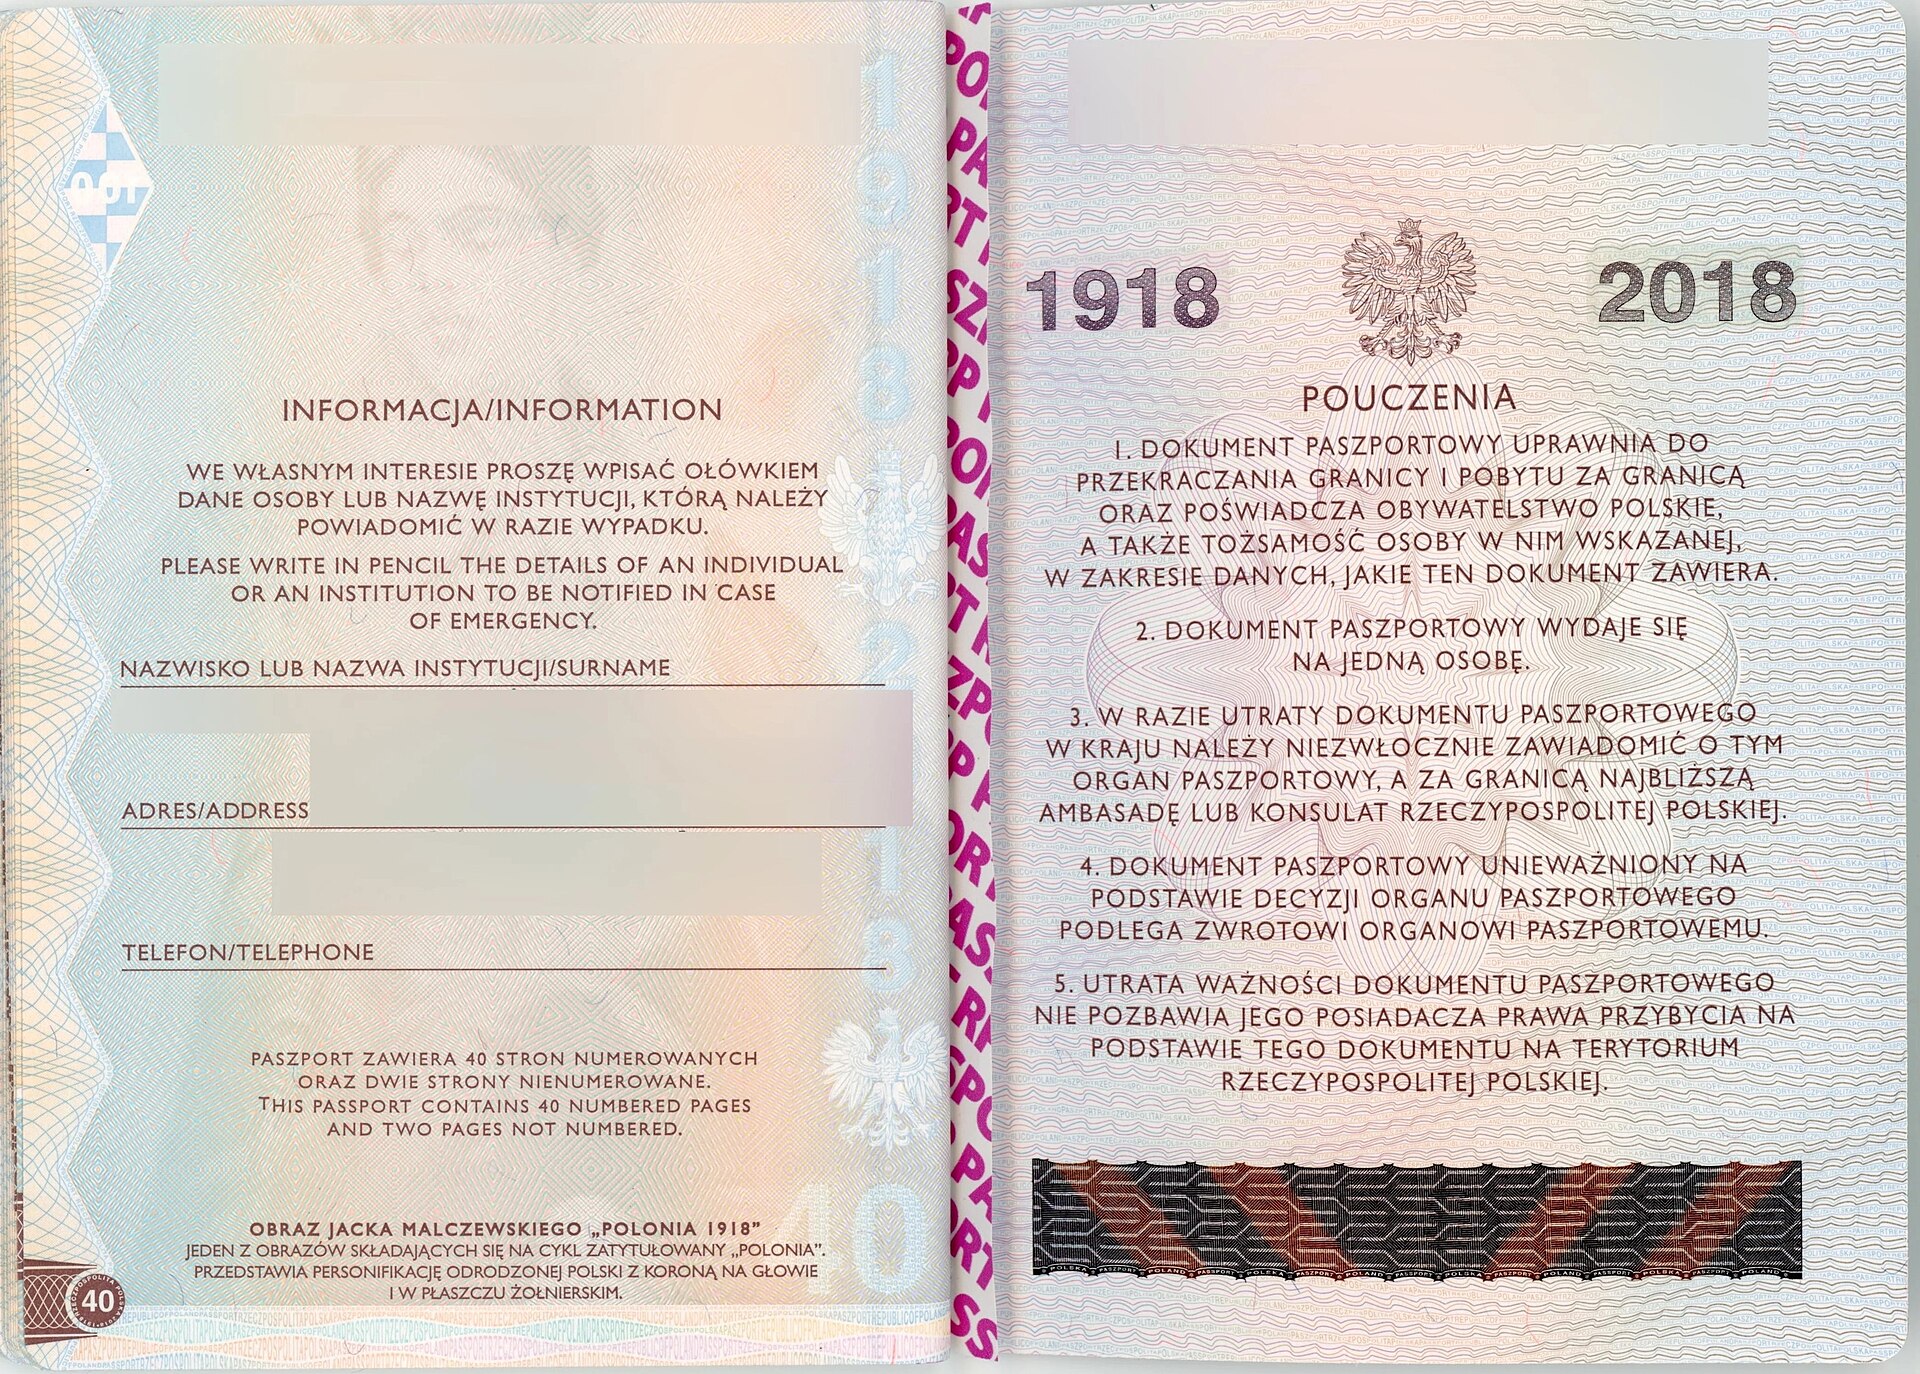 INFORMACJA/INFORMATION
WE WŁASNYM INTERESIE PROSZĘ WPISAĆ OŁÓWKIEM
DANE OSOBY LUB NAZWĘ INSTYTUCJI, KTÓRĄ NALEŻY
POWIADOMIĆ W RAZIE WYPADKU.
PLEASE WRITE IN PENCIL THE DETAILS OF AN INDIVIDUAL
OR AN INSTITUTION TO BE NOTIFIED IN CASE
OF EMERGENCY.
NAZWISKO LUB NAZWA INSTYTUCJI/SURNAME
ADRES/ADDRESS
TELEFON/TELEPHONE
PASZPORT ZAWIERA 40 STRON NUMEROWANYCH
ORAZ DWIE STRONY NIENUMEROWANE.
THIS PASSPORT CONTAINS 40 NUMBERED PAGES
AND TWO PAGES NOT NUMBERED.
OBRAZ JACKA MALCZEWSKIEGO „POLONIA 1918”
JEDEN Z OBRAZÓW SKŁADAJĄCYCH SIĘ NA CYKL ZATYTUŁOWANY „POLONIA”.
PRZEDSTAWIA PERSONIFIKACJĘ ODRODZONEJ POLSKI Z KORONĄ NA GŁOWIE
I W PŁASZCZU ŻOŁNIERSKIM.
40
40
1918
2018
1918 2018
POUCZENIA
1. DOKUMENT PASZPORTOWY UPRAWNIA DO
PRZEKRACZANIA GRANICY I POBYTU ZA GRANICĄ
ORAZ POŚWIADCZA OBYWATELSTWO POLSKIE,
A TAKŻE TOŻSAMOŚĆ OSOBY W NIM WSKAZANEJ,
W ZAKRESIE DANYCH, JAKIE TEN DOKUMENT ZAWIERA.
2. DOKUMENT PASZPORTOWY WYDAJE SIĘ
NA JEDNĄ OSOBĘ.
3. W RAZIE UTRATY DOKUMENTU PASZPORTOWEGO
W KRAJU NALEŻY NIEZWŁOCZNIE ZAWIADOMIĆ O TYM
ORGAN PASZPORTOWY, A ZA GRANICĄ NAJBLIŻSZĄ
AMBASADĘ LUB KONSULAT RZECZYPOSPOLITEJ POLSKIEJ.
4. DOKUMENT PASZPORTOWY UNIEWAŻNIONY NA
PODSTAWIE DECYZJI ORGANU PASZPORTOWEGO
PODLEGA ZWROTOWI ORGANOWI PASZPORTOWEMU.
5. UTRATA WAŻNOŚCI DOKUMENTU PASZPORTOWEGO
NIE POZBAWIA JEGO POSIADACZA PRAWA PRZYBYCIA NA
PODSTAWIE TEGO DOKUMENTU NA TERYTORIUM
RZECZYPOSPOLITEJ POLSKIEJ.